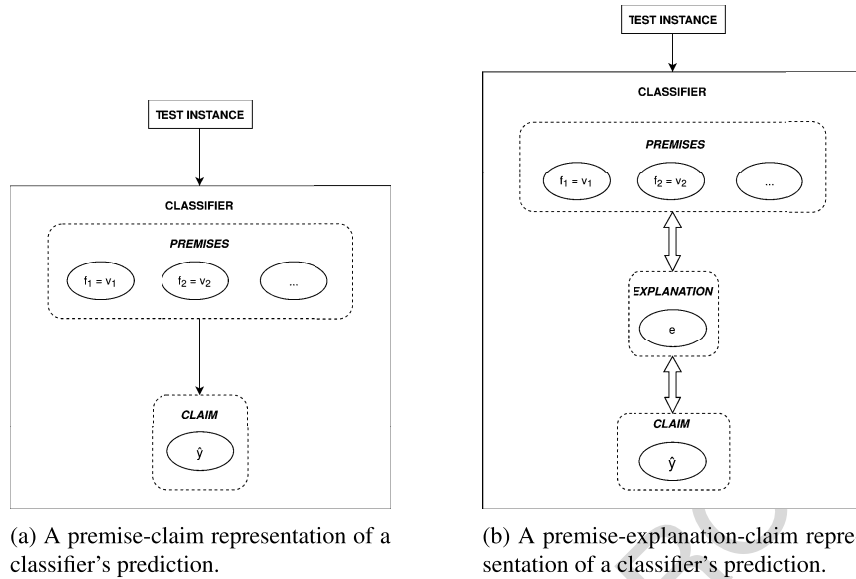 TEST INSTANCE
CLASSIFIER
PREMISES
f1 = v1
f2 = v2
...
CLAIM
ŷ
(a) A premise-claim representation of a
classifier's prediction.
TEST INSTANCE
CLASSIFIER
PREMISES
f1 = v1
f2 = v2
...
EXPLANATION
e
CLAIM
ŷ
(b) A premise-explanation-claim repre-
sentation of a classifier's prediction.